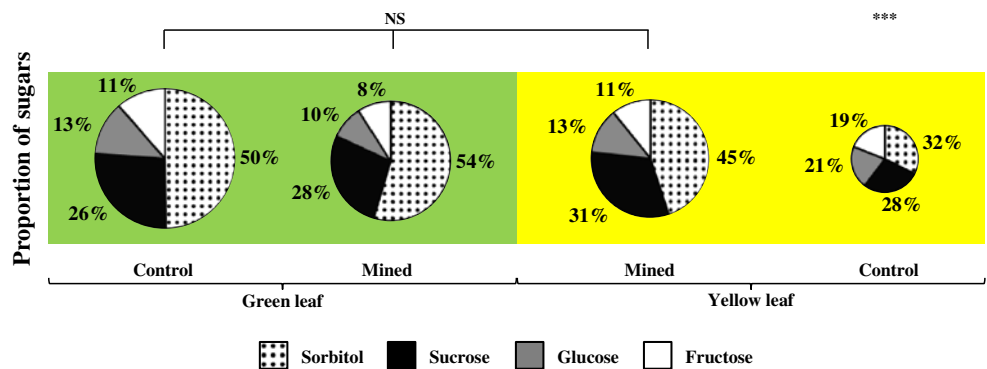 NS
***
Proportion of sugars
11%
13%
50%
26%
8%
10%
54%
28%
11%
13%
45%
31%
19%
32%
21%
28%
Control
Mined
Mined
Control
Green leaf
Yellow leaf
Sorbitol
Sucrose
Glucose
Fructose